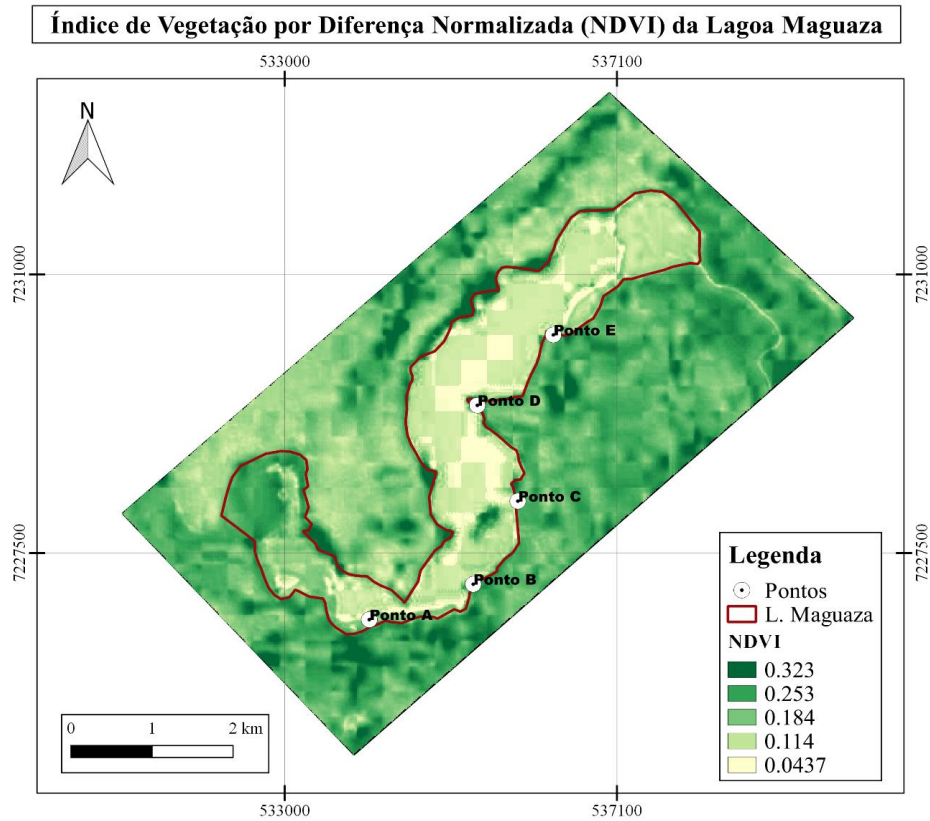 Índice de Vegetação por Diferença Normalizada (NDVI) da Lagoa Maguaza
533000 537100
N
7231000 7231000
Ponto E
Ponto D
Ponto C
7227500 7227500
Ponto B
Ponto A
Legenda
Pontos
L. Maguaza
NDVI
0.323
0.253
0.184
0.114
0.0437
0 1 2 km
533000 537100